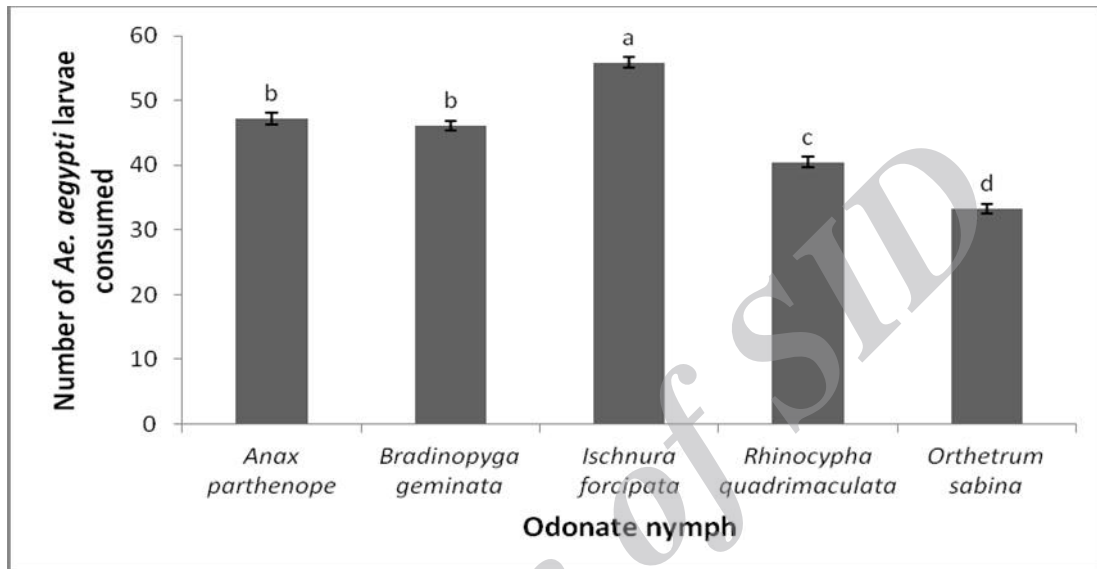 Number of Ae. aegypti larvae
consumed
60
50
40
30
20
10
0
b
b
a
c
d
Anax
parthenope
Bradinopyga
geminata
Ischnura
forcipata
Rhinocypha
quadrimaculata
Orthetrum
sabina
Odonate nymph
of SID